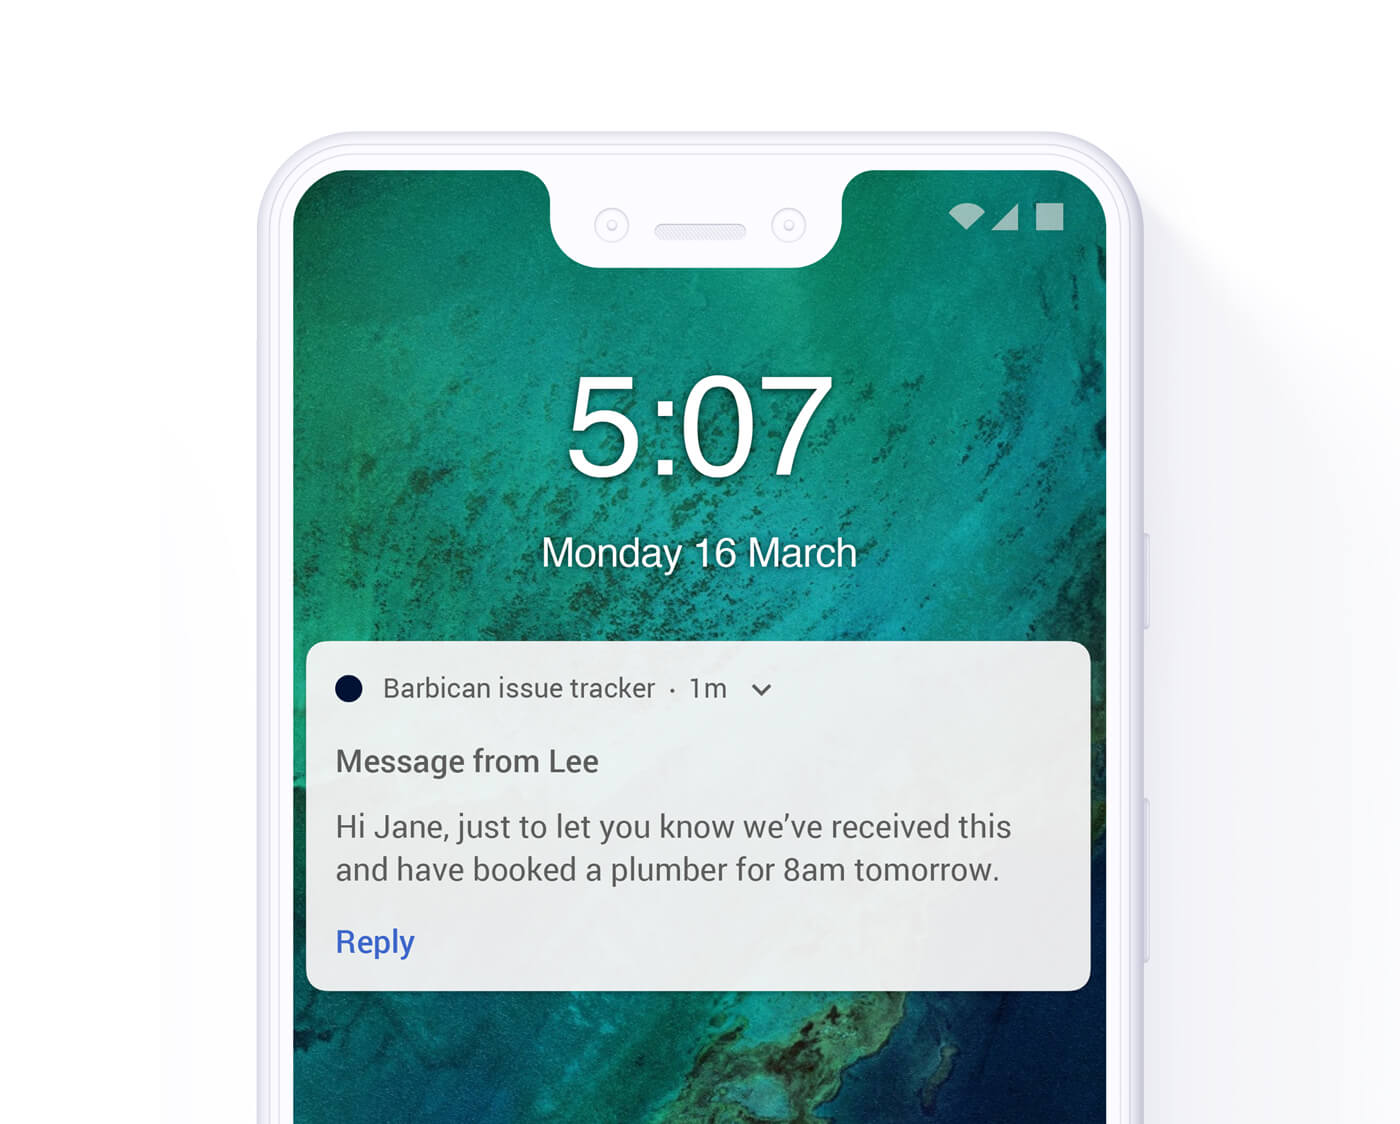 5:07
Monday 16 March
Barbican issue tracker · 1m
Message from Lee
Hi Jane, just to let you know we’ve received this
and have booked a plumber for 8am tomorrow.
Reply